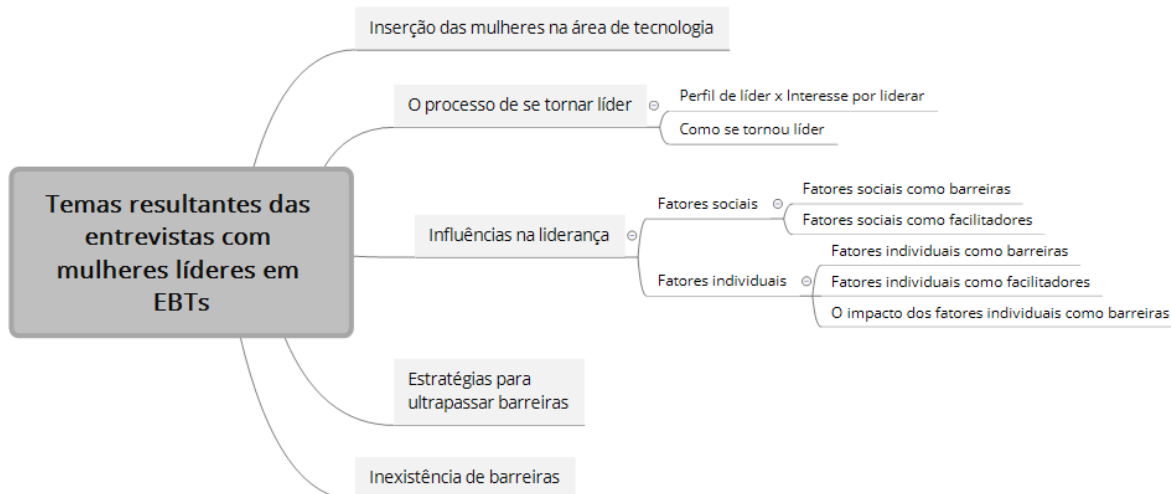 Inserção das mulheres na área de tecnologia
O processo de se tornar líder
Perfil de líder x Interesse por liderar
Como se tornou líder
Temas resultantes das
entrevistas com
mulheres líderes em
EBTs
Influências na liderança
Fatores sociais
Fatores sociais como barreiras
Fatores sociais como facilitadores
Fatores individuais
Fatores individuais como barreiras
Fatores individuais como facilitadores
O impacto dos fatores individuais como barreiras
Estratégias para
ultrapassar barreiras
Inexistência de barreiras